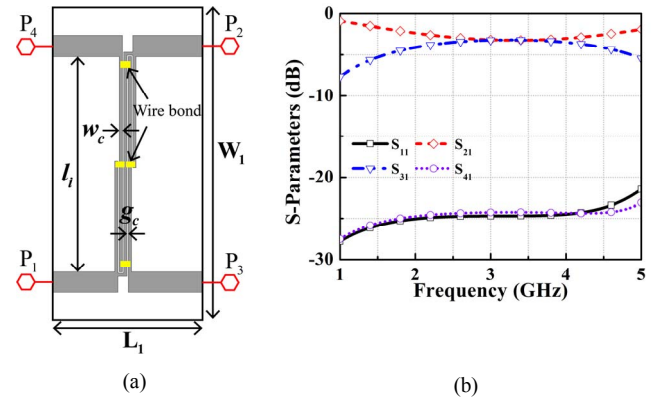 P4
P2
Wire bond
wc
W1
li
gc
P1
P3
L1
(a)
0
-10
-20
-30
S-Parameters (dB)
S11
S21
S31
S41
1
2
3
4
5
Frequency (GHz)
(b)